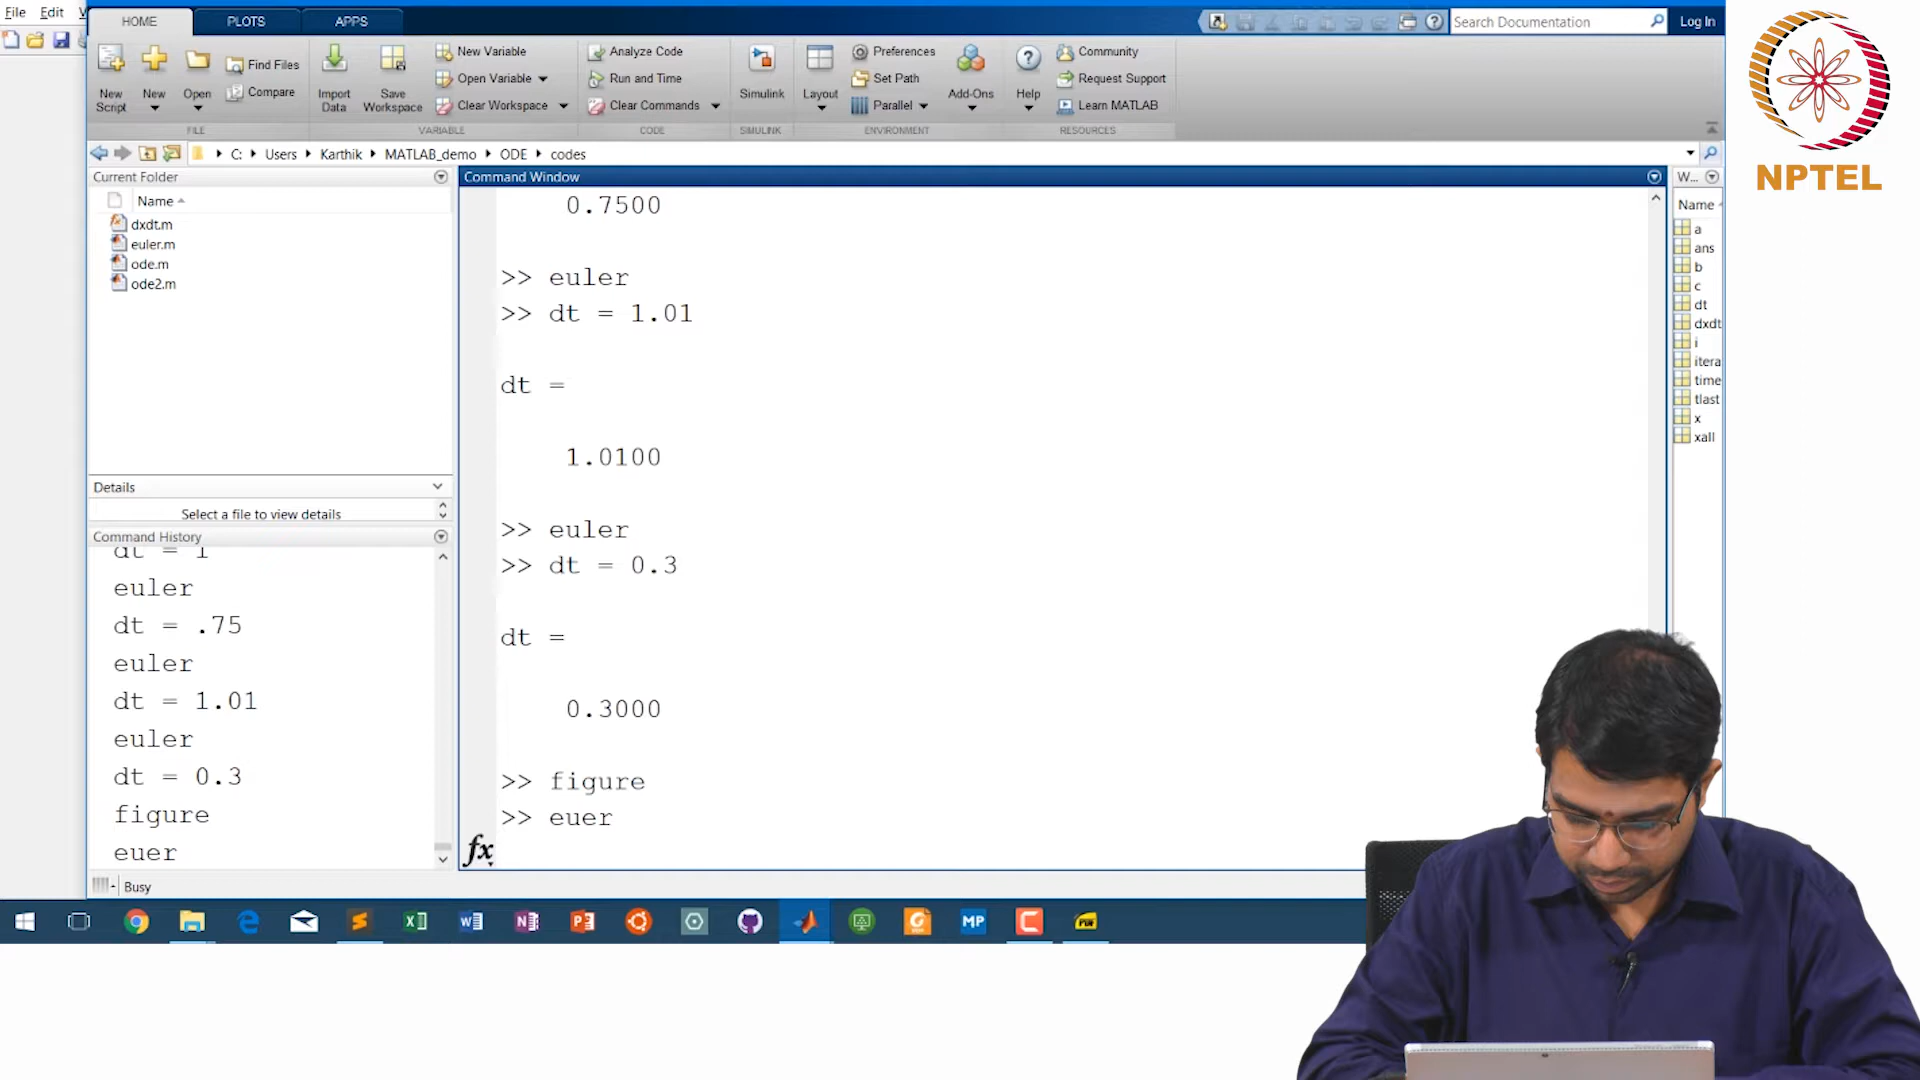 File Edit V
HOME PLOTS APPS
Search Documentation
Log In
New Script
New
Open
Find Files
Compare
Import Data
Save Workspace
New Variable
Open Variable
Clear Workspace
Analyze Code
Run and Time
Clear Commands
Simulink
Layout
Preferences
Set Path
Parallel
Add-Ons
Help
Community
Request Support
Learn MATLAB
FILE VARIABLE CODE SIMULINK ENVIRONMENT RESOURCES
C: Users Karthik MATLAB_demo ODE codes
NPTEL
Current Folder
Name
dxdt.m
euler.m
ode.m
ode2.m
Details
Select a file to view details
Command History
dt = 1
euler
dt = .75
euler
dt = 1.01
euler
dt = 0.3
figure
euer
Busy
Command Window
0.7500
>> euler
>> dt = 1.01
dt =
1.0100
>> euler
>> dt = 0.3
dt =
0.3000
>> figure
>> euer
fx
W...
Name
a
ans
b
c
dt
dxdt
i
itera
time
tlast
x
xall
MP